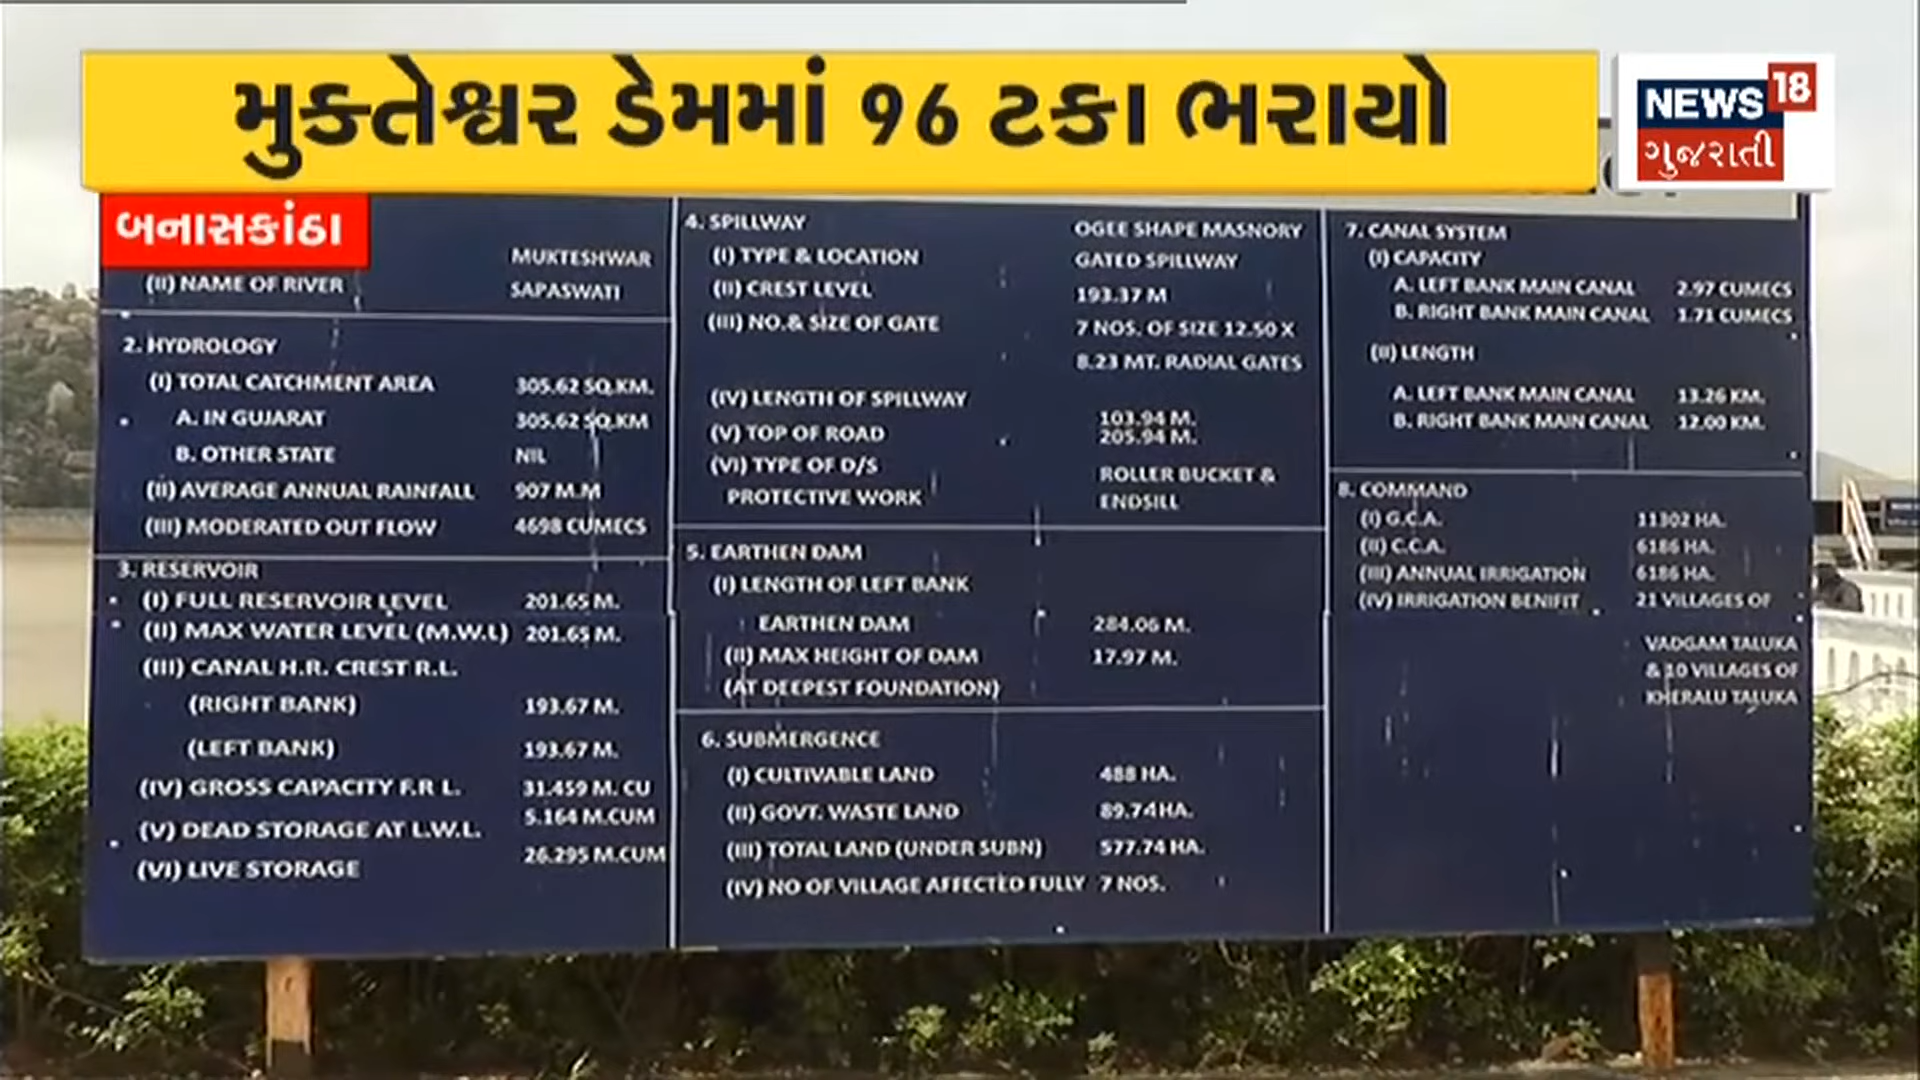 મુક્તેશ્વર ડેમમાં 96 ટકા ભરાયો
NEWS 18
ગુજરાતી
બનાસકાંઠા
MUKTESHWAR
(II) NAME OF RIVER SAPASWATI
2. HYDROLOGY
(I) TOTAL CATCHMENT AREA 305.62 SQ.KM.
A. IN GUJARAT 305.62 SQ.KM
B. OTHER STATE NIL
(II) AVERAGE ANNUAL RAINFALL 907 M.M
(III) MODERATED OUT FLOW 4698 CUMECS
3. RESERVOIR
(I) FULL RESERVOIR LEVEL 201.65 M.
(II) MAX WATER LEVEL (M.W.L) 201.65 M.
(III) CANAL H.R. CREST R.L.
(RIGHT BANK) 193.67 M.
(LEFT BANK) 193.67 M.
(IV) GROSS CAPACITY F.R L. 31.459 M. CU
(V) DEAD STORAGE AT L.W.L. 5.164 M.CUM
(VI) LIVE STORAGE 26.295 M.CUM
4. SPILLWAY OGEE SHAPE MASNORY
(I) TYPE & LOCATION GATED SPILLWAY
(II) CREST LEVEL 193.37 M
(III) NO.& SIZE OF GATE 7 NOS. OF SIZE 12.50 X
8.23 MT. RADIAL GATES
(IV) LENGTH OF SPILLWAY 103.94 M.
(V) TOP OF ROAD 205.94 M.
(VI) TYPE OF D/S ROLLER BUCKET &
PROTECTIVE WORK ENDSILL
5. EARTHEN DAM
(I) LENGTH OF LEFT BANK
EARTHEN DAM 284.06 M.
(II) MAX HEIGHT OF DAM 17.97 M.
(AT DEEPEST FOUNDATION)
6. SUBMERGENCE
(I) CULTIVABLE LAND 488 HA.
(II) GOVT. WASTE LAND 89.74HA.
(III) TOTAL LAND (UNDER SUBN) 577.74 HA.
(IV) NO OF VILLAGE AFFECTED FULLY 7 NOS.
7. CANAL SYSTEM
(I) CAPACITY
A. LEFT BANK MAIN CANAL 2.97 CUMECS
B. RIGHT BANK MAIN CANAL 1.71 CUMECS
(II) LENGTH
A. LEFT BANK MAIN CANAL 13.26 KM.
B. RIGHT BANK MAIN CANAL 12.00 KM.
8. COMMAND
(I) G.C.A. 11302 HA.
(II) C.C.A. 6186 HA.
(III) ANNUAL IRRIGATION 6186 HA.
(IV) IRRIGATION BENIFIT 21 VILLAGES OF
VADGAM TALUKA
& 10 VILLAGES OF
KHERALU TALUKA